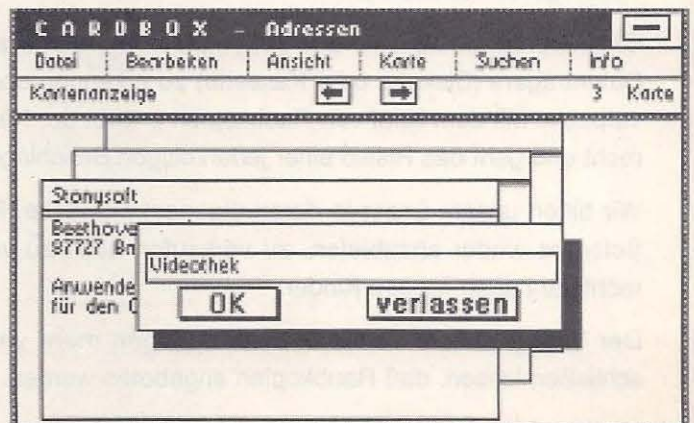 CARDBOX - Adressen
Datei Bearbeiten Ansicht Karte Suchen Info
Kartenanzeige 3 Karte
Stonysoft
Beethove
97727
Videothek
Anwende
für den
OK verlassen